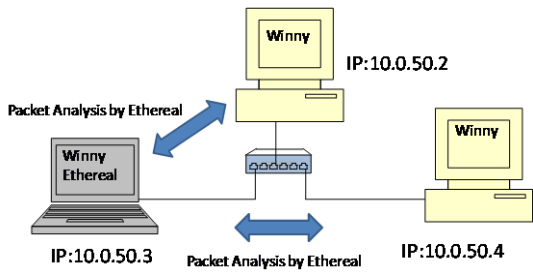 Winny
IP:10.0.50.2
Packet Analysis by Ethereal
Winny
Ethereal
Winny
IP:10.0.50.3
Packet Analysis by Ethereal
IP:10.0.50.4